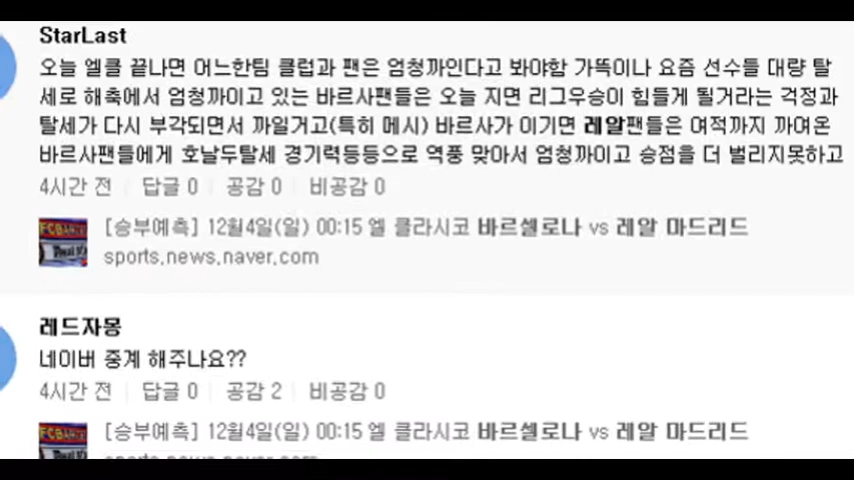 StarLast
오늘 엘클 끝나면 어느한팀 클럽과 팬은 엄청까인다고 봐야함 가뜩이나 요즘 선수들 대량 탈
세로 해축에서 엄청까이고 있는 바르사팬들은 오늘 지면 리그우승이 힘들게 될거라는 걱정과
탈세가 다시 부각되면서 까일거고(특히 메시) 바르사가 이기면 레알팬들은 여적까지 까여온
바르사팬들에게 호날두탈세 경기력등등으로 역풍 맞아서 엄청까이고 승점을 더 벌리지못하고
4시간 전 답글 0 공감 0 비공감 0
[승부예측] 12월4일(일) 00:15 엘 클라시코 바르셀로나 vs 레알 마드리드
sports.news.naver.com
레드자몽
네이버 중계 해주나요??
4시간 전 답글 0 공감 2 비공감 0
[승부예측] 12월4일(일) 00:15 엘 클라시코 바르셀로나 vs 레알 마드리드